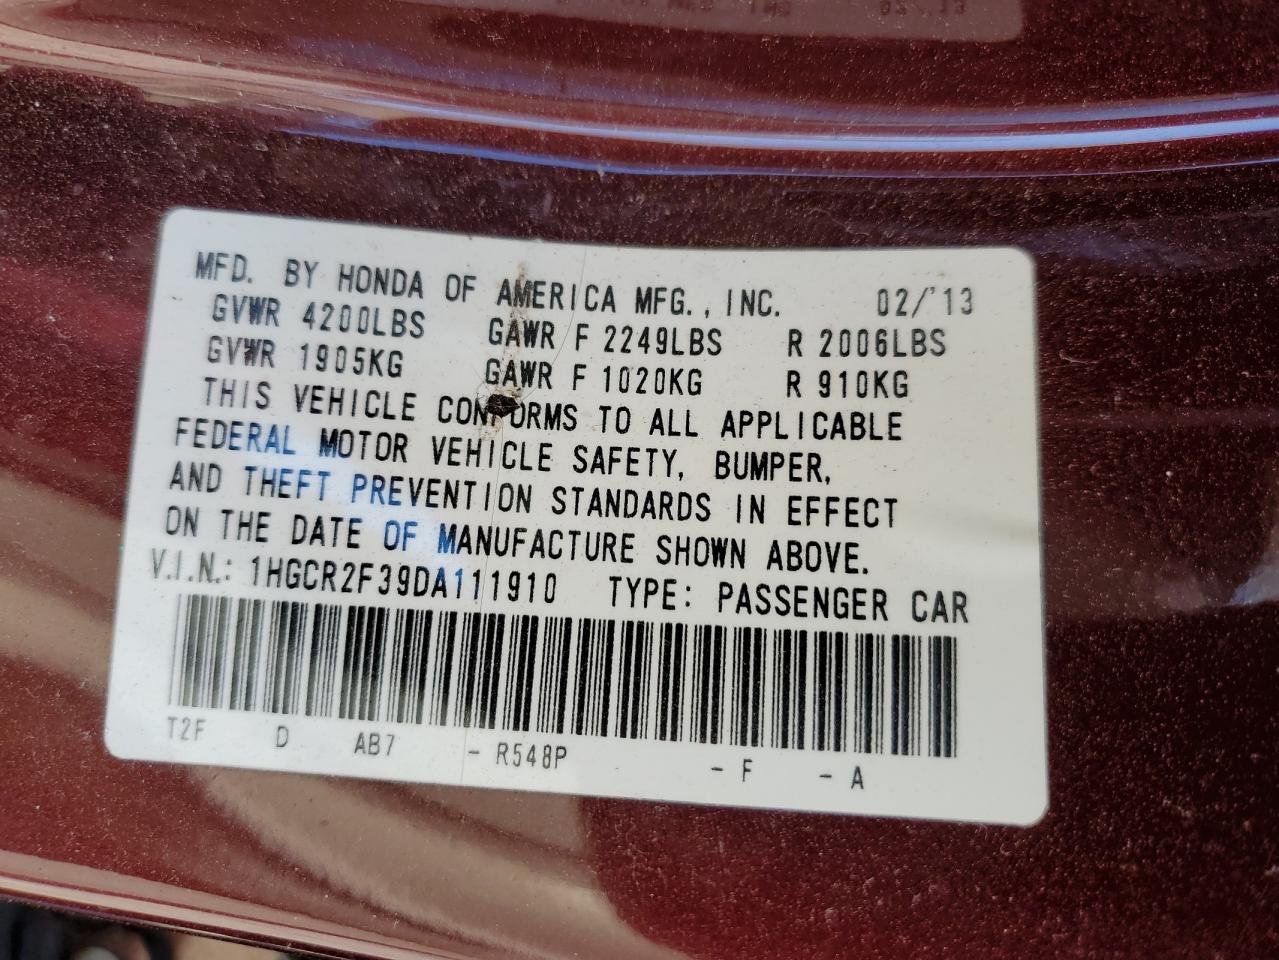 MFD. BY HONDA OF AMERICA MFG., INC. 02/'13
GVWR 4200LBS GAWR F 2249LBS R 2006LBS
GVWR 1905KG GAWR F 1020KG R 910KG
THIS VEHICLE CONFORMS TO ALL APPLICABLE
FEDERAL MOTOR VEHICLE SAFETY, BUMPER,
AND THEFT PREVENTION STANDARDS IN EFFECT
ON THE DATE OF MANUFACTURE SHOWN ABOVE.
V.I.N.: 1HGCR2F39DA111910 TYPE: PASSENGER CAR
T2F D AB7 - R548P - F - A